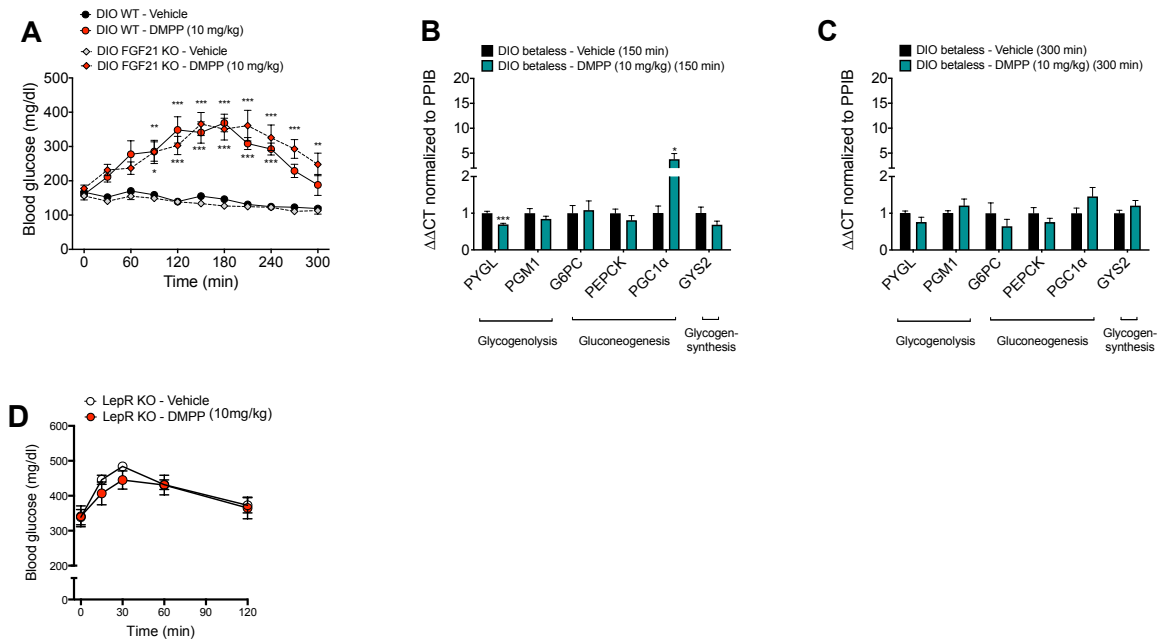 A
DIO WT - Vehicle
DIO WT - DMPP (10 mg/kg)
DIO FGF21 KO - Vehicle
DIO FGF21 KO - DMPP (10 mg/kg)
Blood glucose (mg/dl)
500
400
300
200
100
0
** *** *** *** *** *** *** **
* *** *** *** *** ***
0 60 120 180 240 300
Time (min)
B
DIO betaless - Vehicle (150 min)
DIO betaless - DMPP (10 mg/kg) (150 min)
ΔΔCT normalized to PPIB
20
15
10
5
2
1
0
***
*
PYGL PGM1 G6PC PEPCK PGC1α GYS2
Glycogenolysis Gluconeogenesis Glycogen-
synthesis
C
DIO betaless - Vehicle (300 min)
DIO betaless - DMPP (10 mg/kg) (300 min)
ΔΔCT normalized to PPIB
20
15
10
5
2
1
0
PYGL PGM1 G6PC PEPCK PGC1α GYS2
Glycogenolysis Gluconeogenesis Glycogen-
synthesis
D
LepR KO - Vehicle
LepR KO - DMPP (10mg/kg)
Blood glucose (mg/dl)
600
500
400
300
200
0
0 30 60 90 120
Time (min)